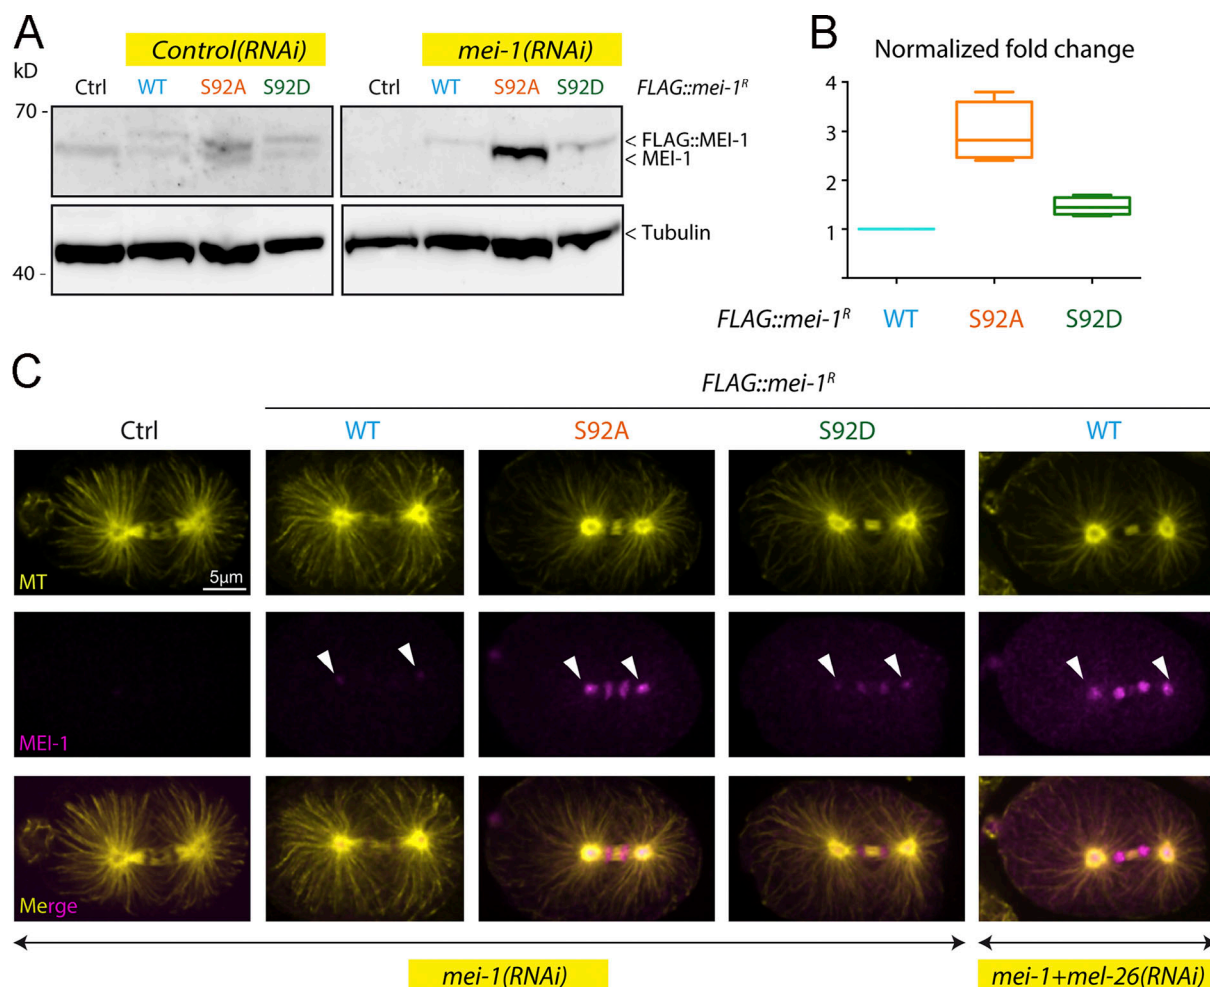 A
Control(RNAi)
mei-1(RNAi)
kD
Ctrl WT S92A S92D
Ctrl WT S92A S92D
FLAG::mei-1ᴿ
70 -
< FLAG::MEI-1
< MEI-1
< Tubulin
40 -
B
Normalized fold change
4
3
2
1
FLAG::mei-1ᴿ WT S92A S92D
C
FLAG::mei-1ᴿ
Ctrl WT S92A S92D WT
MT
5µm
MEI-1
Merge
mei-1(RNAi)
mei-1+mel-26(RNAi)